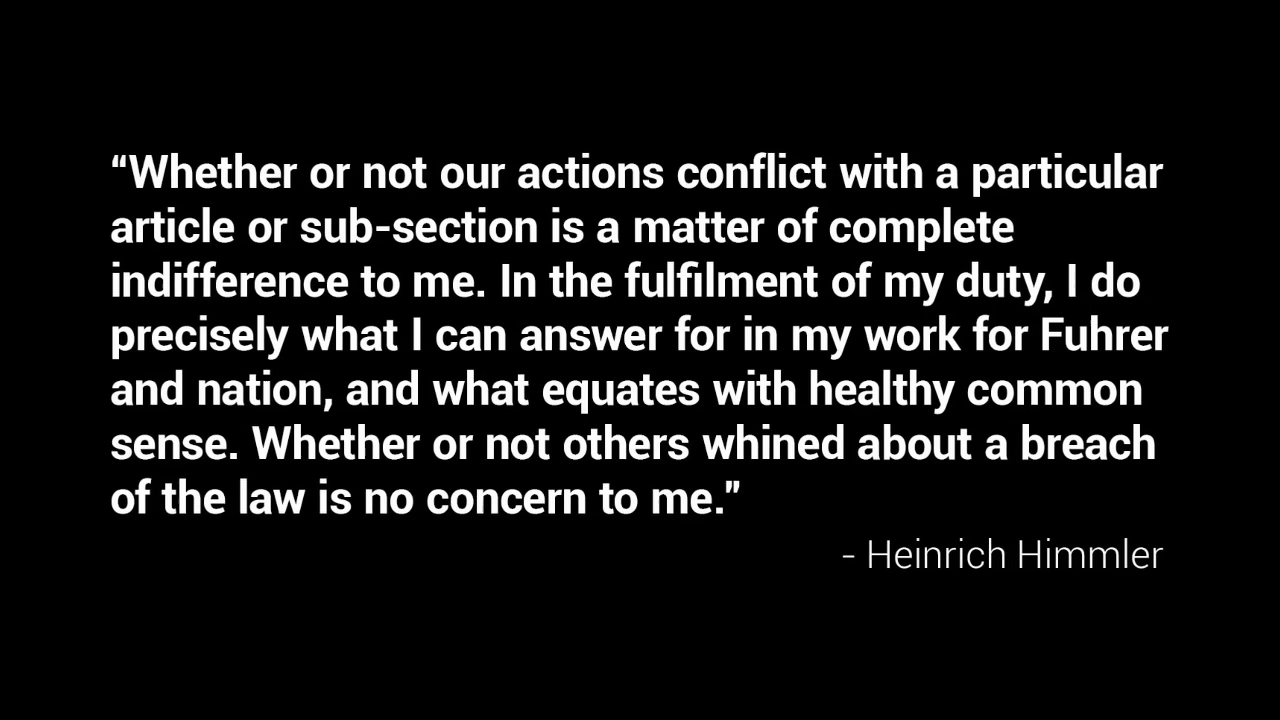 “Whether or not our actions conflict with a particular
article or sub-section is a matter of complete
indifference to me. In the fulfilment of my duty, I do
precisely what I can answer for in my work for Fuhrer
and nation, and what equates with healthy common
sense. Whether or not others whined about a breach
of the law is no concern to me.”
- Heinrich Himmler